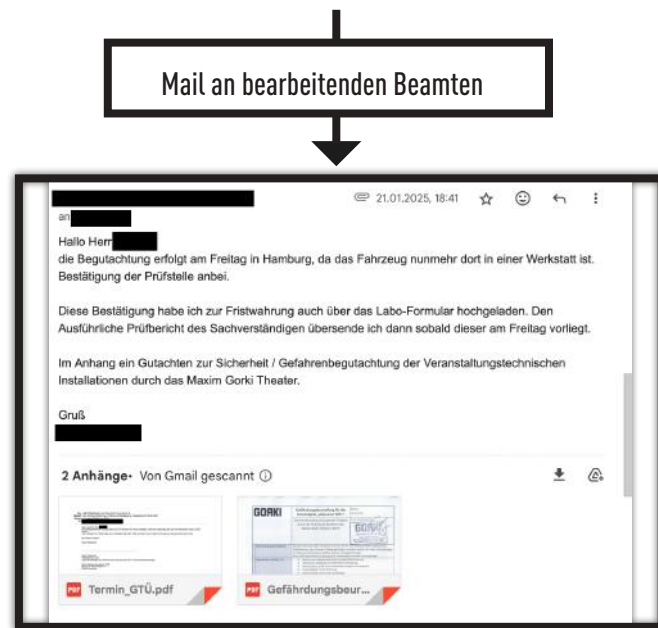 Mail an bearbeitenden Beamten
21.01.2025, 18:41
an
Hallo Herr
die Begutachtung erfolgt am Freitag in Hamburg, da das Fahrzeug nunmehr dort in einer Werkstatt ist.
Bestätigung der Prüfstelle anbei.
Diese Bestätigung habe ich zur Fristwahrung auch über das Labo-Formular hochgeladen. Den
Ausführliche Prüfbericht des Sachverständigen übersende ich dann sobald dieser am Freitag vorliegt.
Im Anhang ein Gutachten zur Sicherheit / Gefahrenbegutachtung der Veranstaltungstechnischen
Installationen durch das Maxim Gorki Theater.
Gruß
2 Anhänge• Von Gmail gescannt
GORKI
PDF Termin_GTÜ.pdf
PDF Gefährdungsbeur...